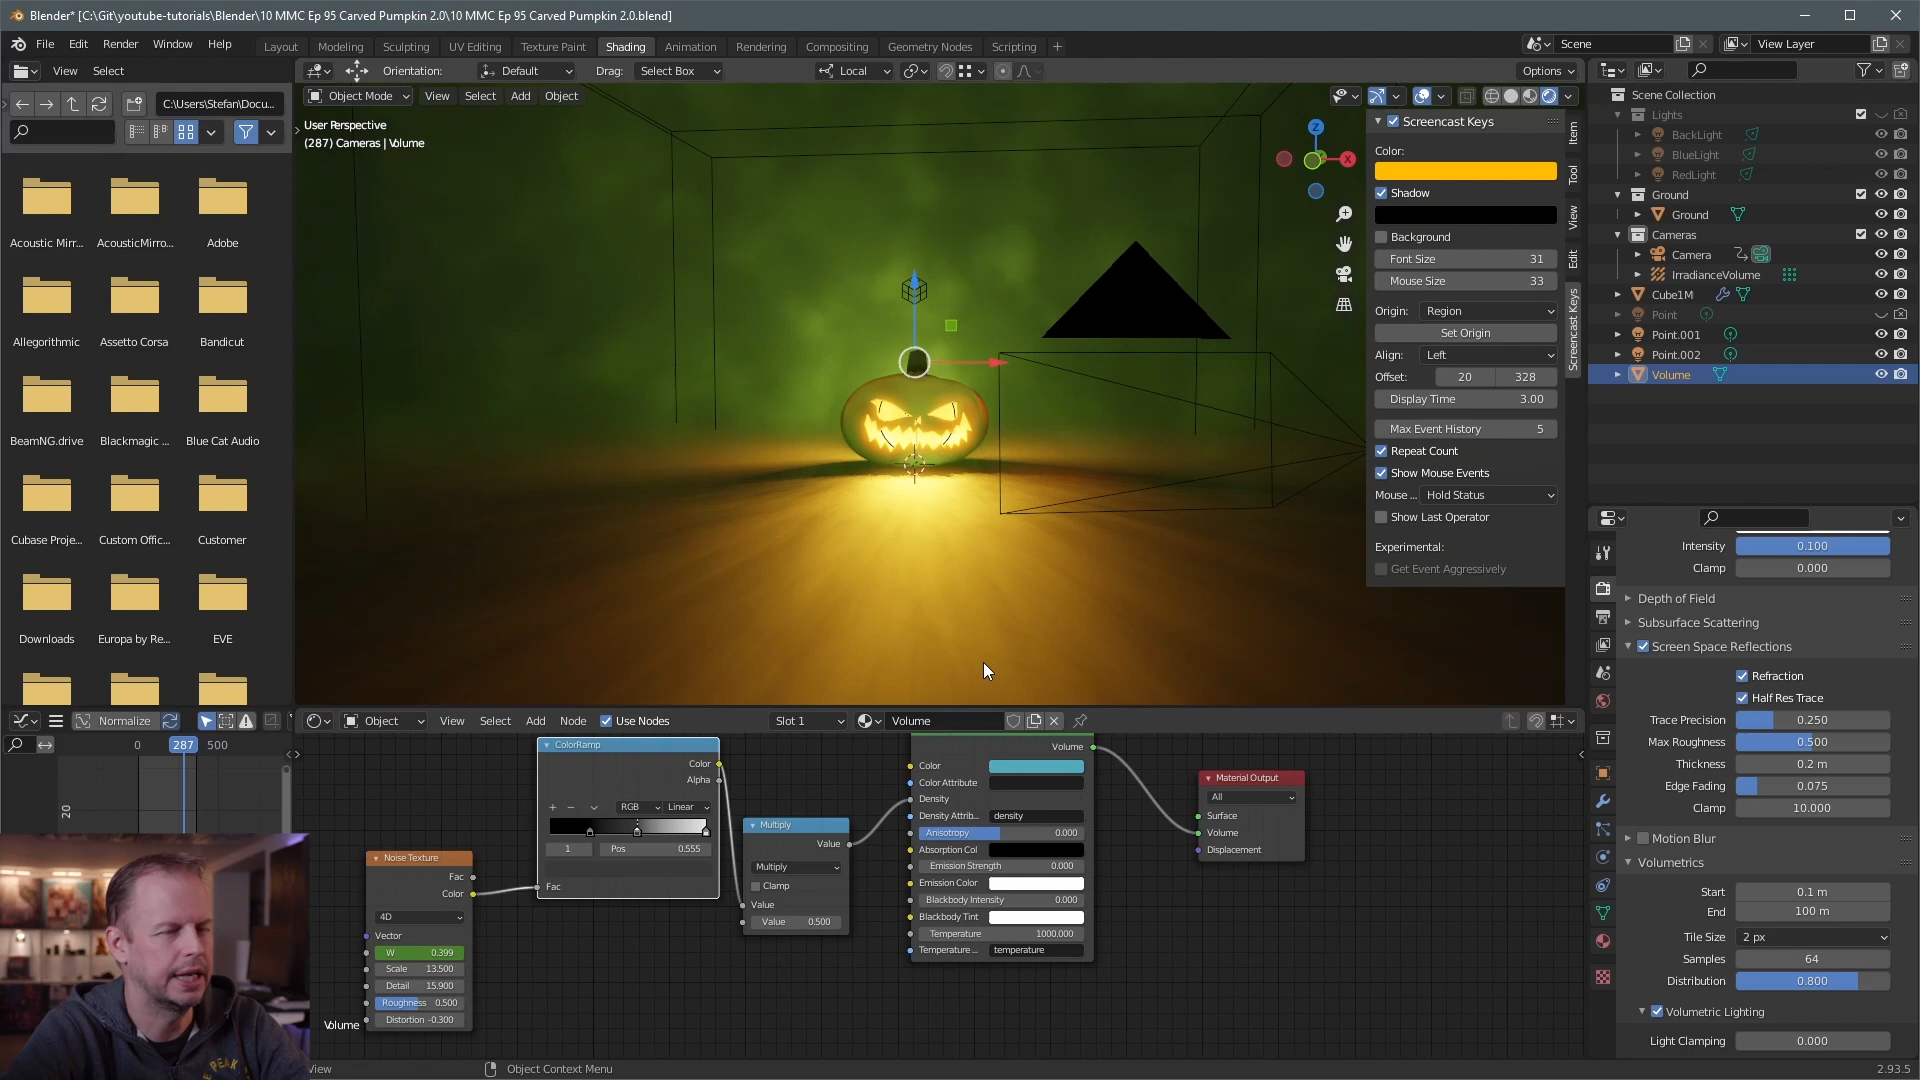 Blender* [C:\Git\youtube-tutorials\Blender\10 MMC Ep 95 Carved Pumpkin 2.0\10 MMC Ep 95 Carved Pumpkin 2.0.blend]
File Edit Render Window Help Layout Modeling Sculpting UV Editing Texture Paint Shading Animation Rendering Compositing Geometry Nodes Scripting + Scene View Layer
View Select Orientation: Default Drag: Select Box Local Options
C:\Users\Stefan\Docu...
Object Mode View Select Add Object
User Perspective
(287) Cameras | Volume
Acoustic Mirr... AcousticMirro... Adobe
Allegorithmic Assetto Corsa Bandicut
BeamNG.drive Blackmagic ... Blue Cat Audio
Cubase Proje... Custom Offic... Customer
Downloads Europa by Re... EVE
Z
X
Screencast Keys
Color:
Shadow
Background
Font Size 31
Mouse Size 33
Origin: Region
Set Origin
Align: Left
Offset: 20 328
Display Time 3.00
Max Event History 5
Repeat Count
Show Mouse Events
Mouse ... Hold Status
Show Last Operator
Experimental:
Get Event Aggressively
Item
Tool
View
Edit
Screencast Keys
Scene Collection
Lights
BackLight
BlueLight
RedLight
Ground
Ground
Cameras
Camera
IrradianceVolume
Cube1M
Point
Point.001
Point.002
Volume
Intensity 0.100
Clamp 0.000
Depth of Field
Subsurface Scattering
Screen Space Reflections
Refraction
Half Res Trace
Trace Precision 0.250
Max Roughness 0.500
Thickness 0.2 m
Edge Fading 0.075
Clamp 10.000
Motion Blur
Volumetrics
Start 0.1 m
End 100 m
Tile Size 2 px
Samples 64
Distribution 0.800
Volumetric Lighting
Light Clamping 0.000
Normalize
0 287 500
20
Object View Select Add Node Use Nodes Slot 1 Volume
ColorRamp
Color
Alpha
+ − RGB Linear
1 Pos 0.555
Fac
Noise Texture
Fac
Color
4D
Vector
W 0.399
Scale 13.500
Detail 15.900
Roughness 0.500
Distortion -0.300
Multiply
Value
Multiply
Clamp
Value
Value 0.500
Volume
Color
Color Attribute
Density
Density Attrib... density
Anisotropy 0.000
Absorption Col
Emission Strength 0.000
Emission Color
Blackbody Intensity 0.000
Blackbody Tint
Temperature 1000.000
Temperature ... temperature
Material Output
All
Surface
Volume
Displacement
Volume
View Object Context Menu 2.93.5